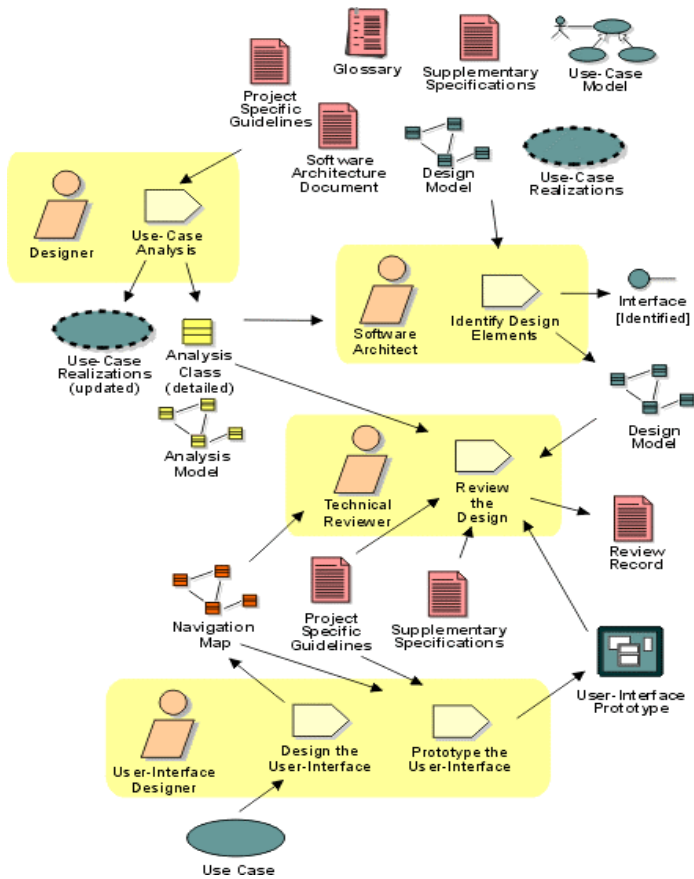 Glossary
Supplementary
Specifications
Use-Case
Model
Project
Specific
Guidelines
Software
Architecture
Document
Design
Model
Use-Case
Realizations
Designer
Use-Case
Analysis
Software
Architect
Identify Design
Elements
Interface
[Identified]
Use-Case
Realizations
(updated)
Analysis
Class
(detailed)
Analysis
Model
Design
Model
Technical
Reviewer
Review
the
Design
Review
Record
Navigation
Map
Project
Specific
Guidelines
Supplementary
Specifications
User-Interface
Prototype
User-Interface
Designer
Design the
User-Interface
Prototype the
User-Interface
Use Case